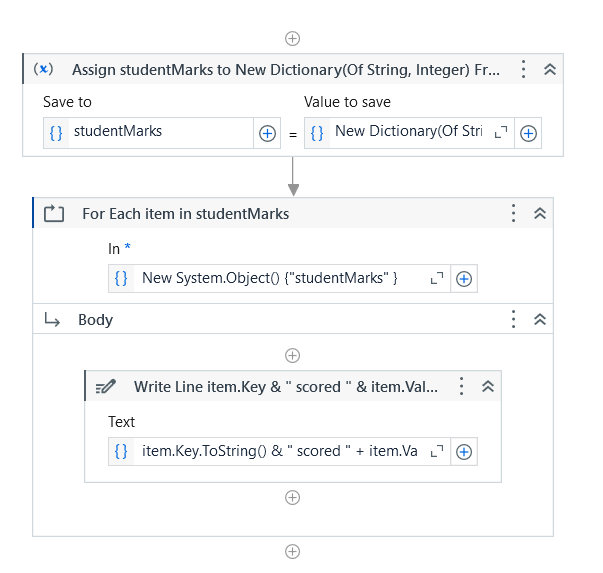 Assign studentMarks to New Dictionary(Of String, Integer) Fr...
Save to Value to save
studentMarks = New Dictionary(Of Stri
For Each item in studentMarks
In *
New System.Object() {"studentMarks" }
Body
Write Line item.Key & " scored " & item.Val...
Text
item.Key.ToString() & " scored " + item.Va